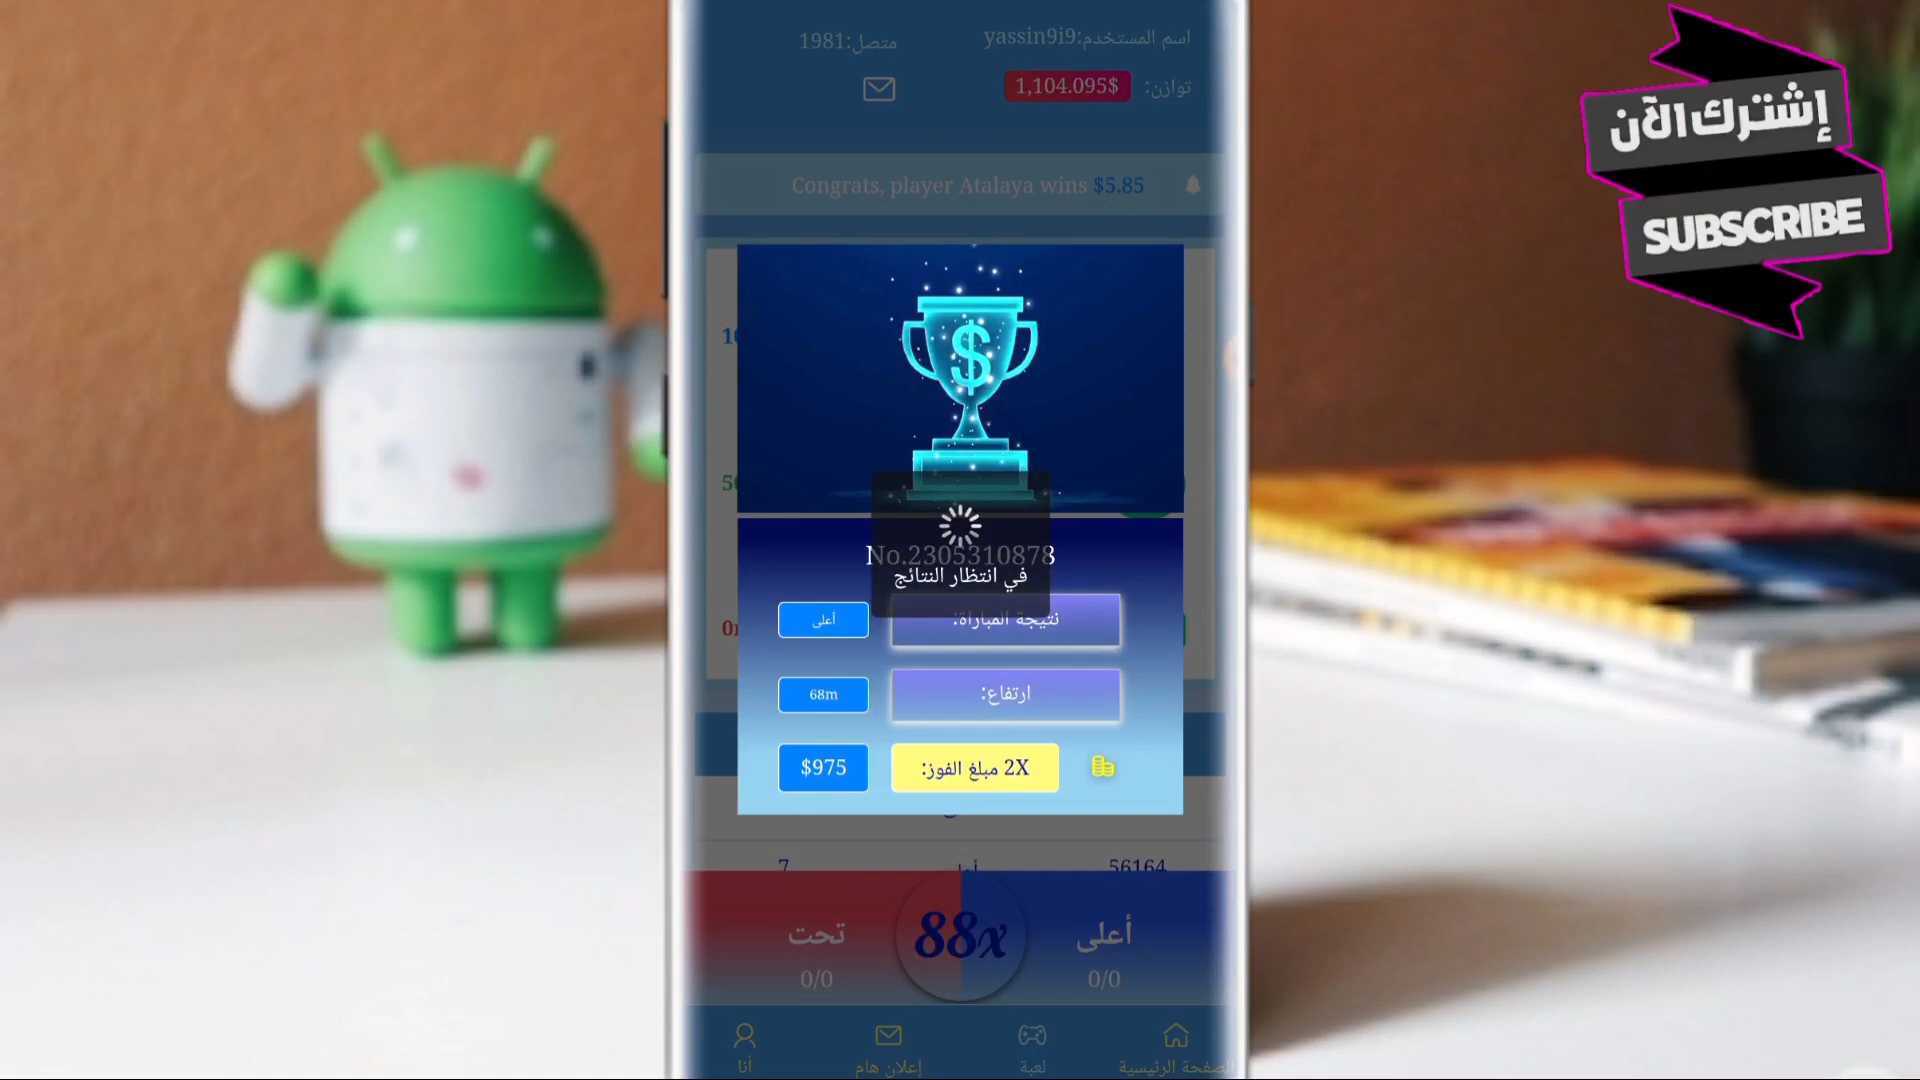 متصل:1981
اسم المستخدم:yassin9i9
توازن: 1,104.095$
Congrats, player Atalaya wins $5.85
إشترك الآن
SUBSCRIBE
$
No.2305310878
في انتظار النتائج
نتيجة المباراة:
أعلى
ارتفاع:
68m
2X مبلغ الفوز:
$975
56164
7
أعلى
0/0
88x
تحت
0/0
الصفحة الرئيسية
لعبة
إعلان هام
أنا